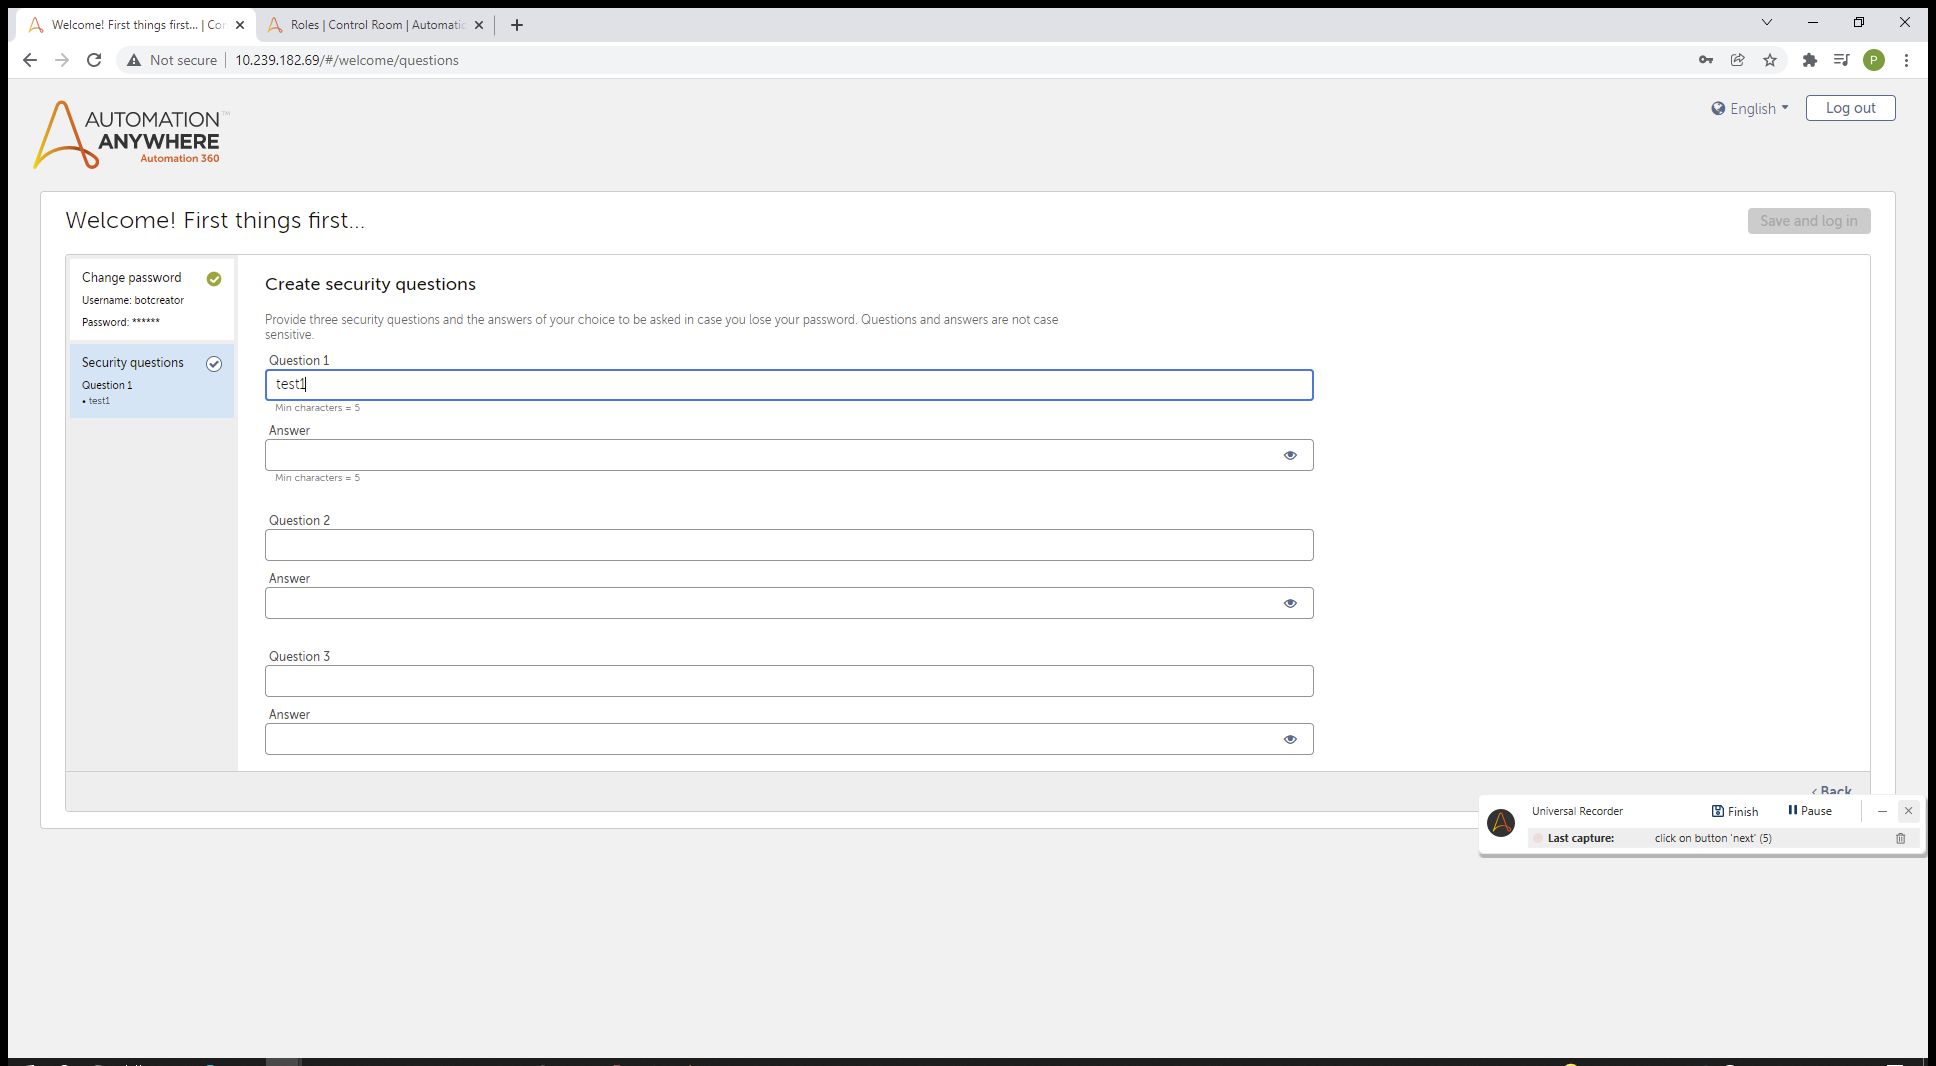 Welcome! First things first... | Co
Roles | Control Room | Automatic
Not secure 10.239.182.69/#/welcome/questions
P
AUTOMATION™
ANYWHERE
Automation 360
English
Log out
Welcome! First things first...
Save and log in
Change password
Username: botcreator
Password: ******
Security questions
Question 1
• test1
Create security questions
Provide three security questions and the answers of your choice to be asked in case you lose your password. Questions and answers are not case
sensitive.
Question 1
test1
Min characters = 5
Answer
Min characters = 5
Question 2
Answer
Question 3
Answer
‹ Back
Universal Recorder
Finish
Pause
Last capture: click on button 'next' (5)